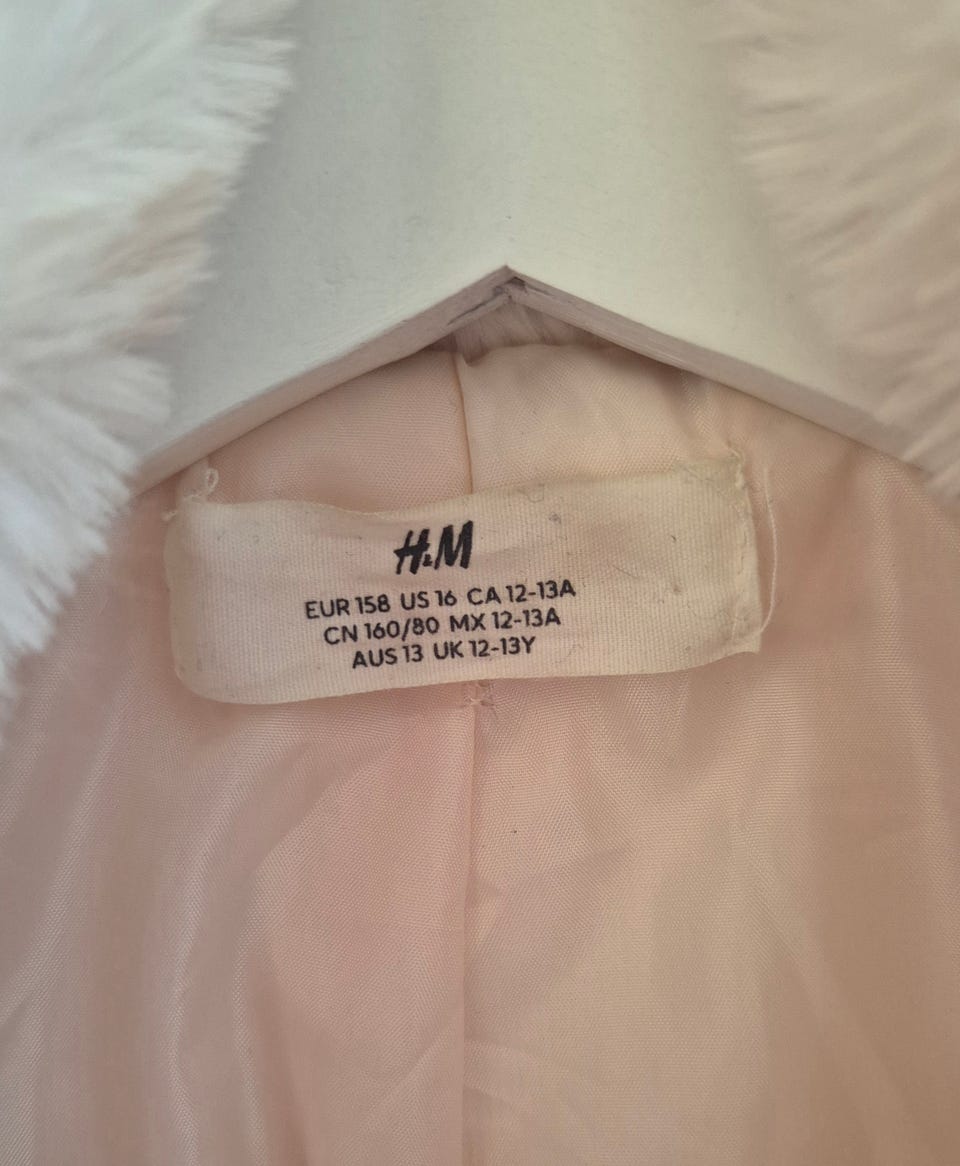 H&M
EUR 158 US 16 CA 12-13A
CN 160/80 MX 12-13A
AUS 13 UK 12-13Y